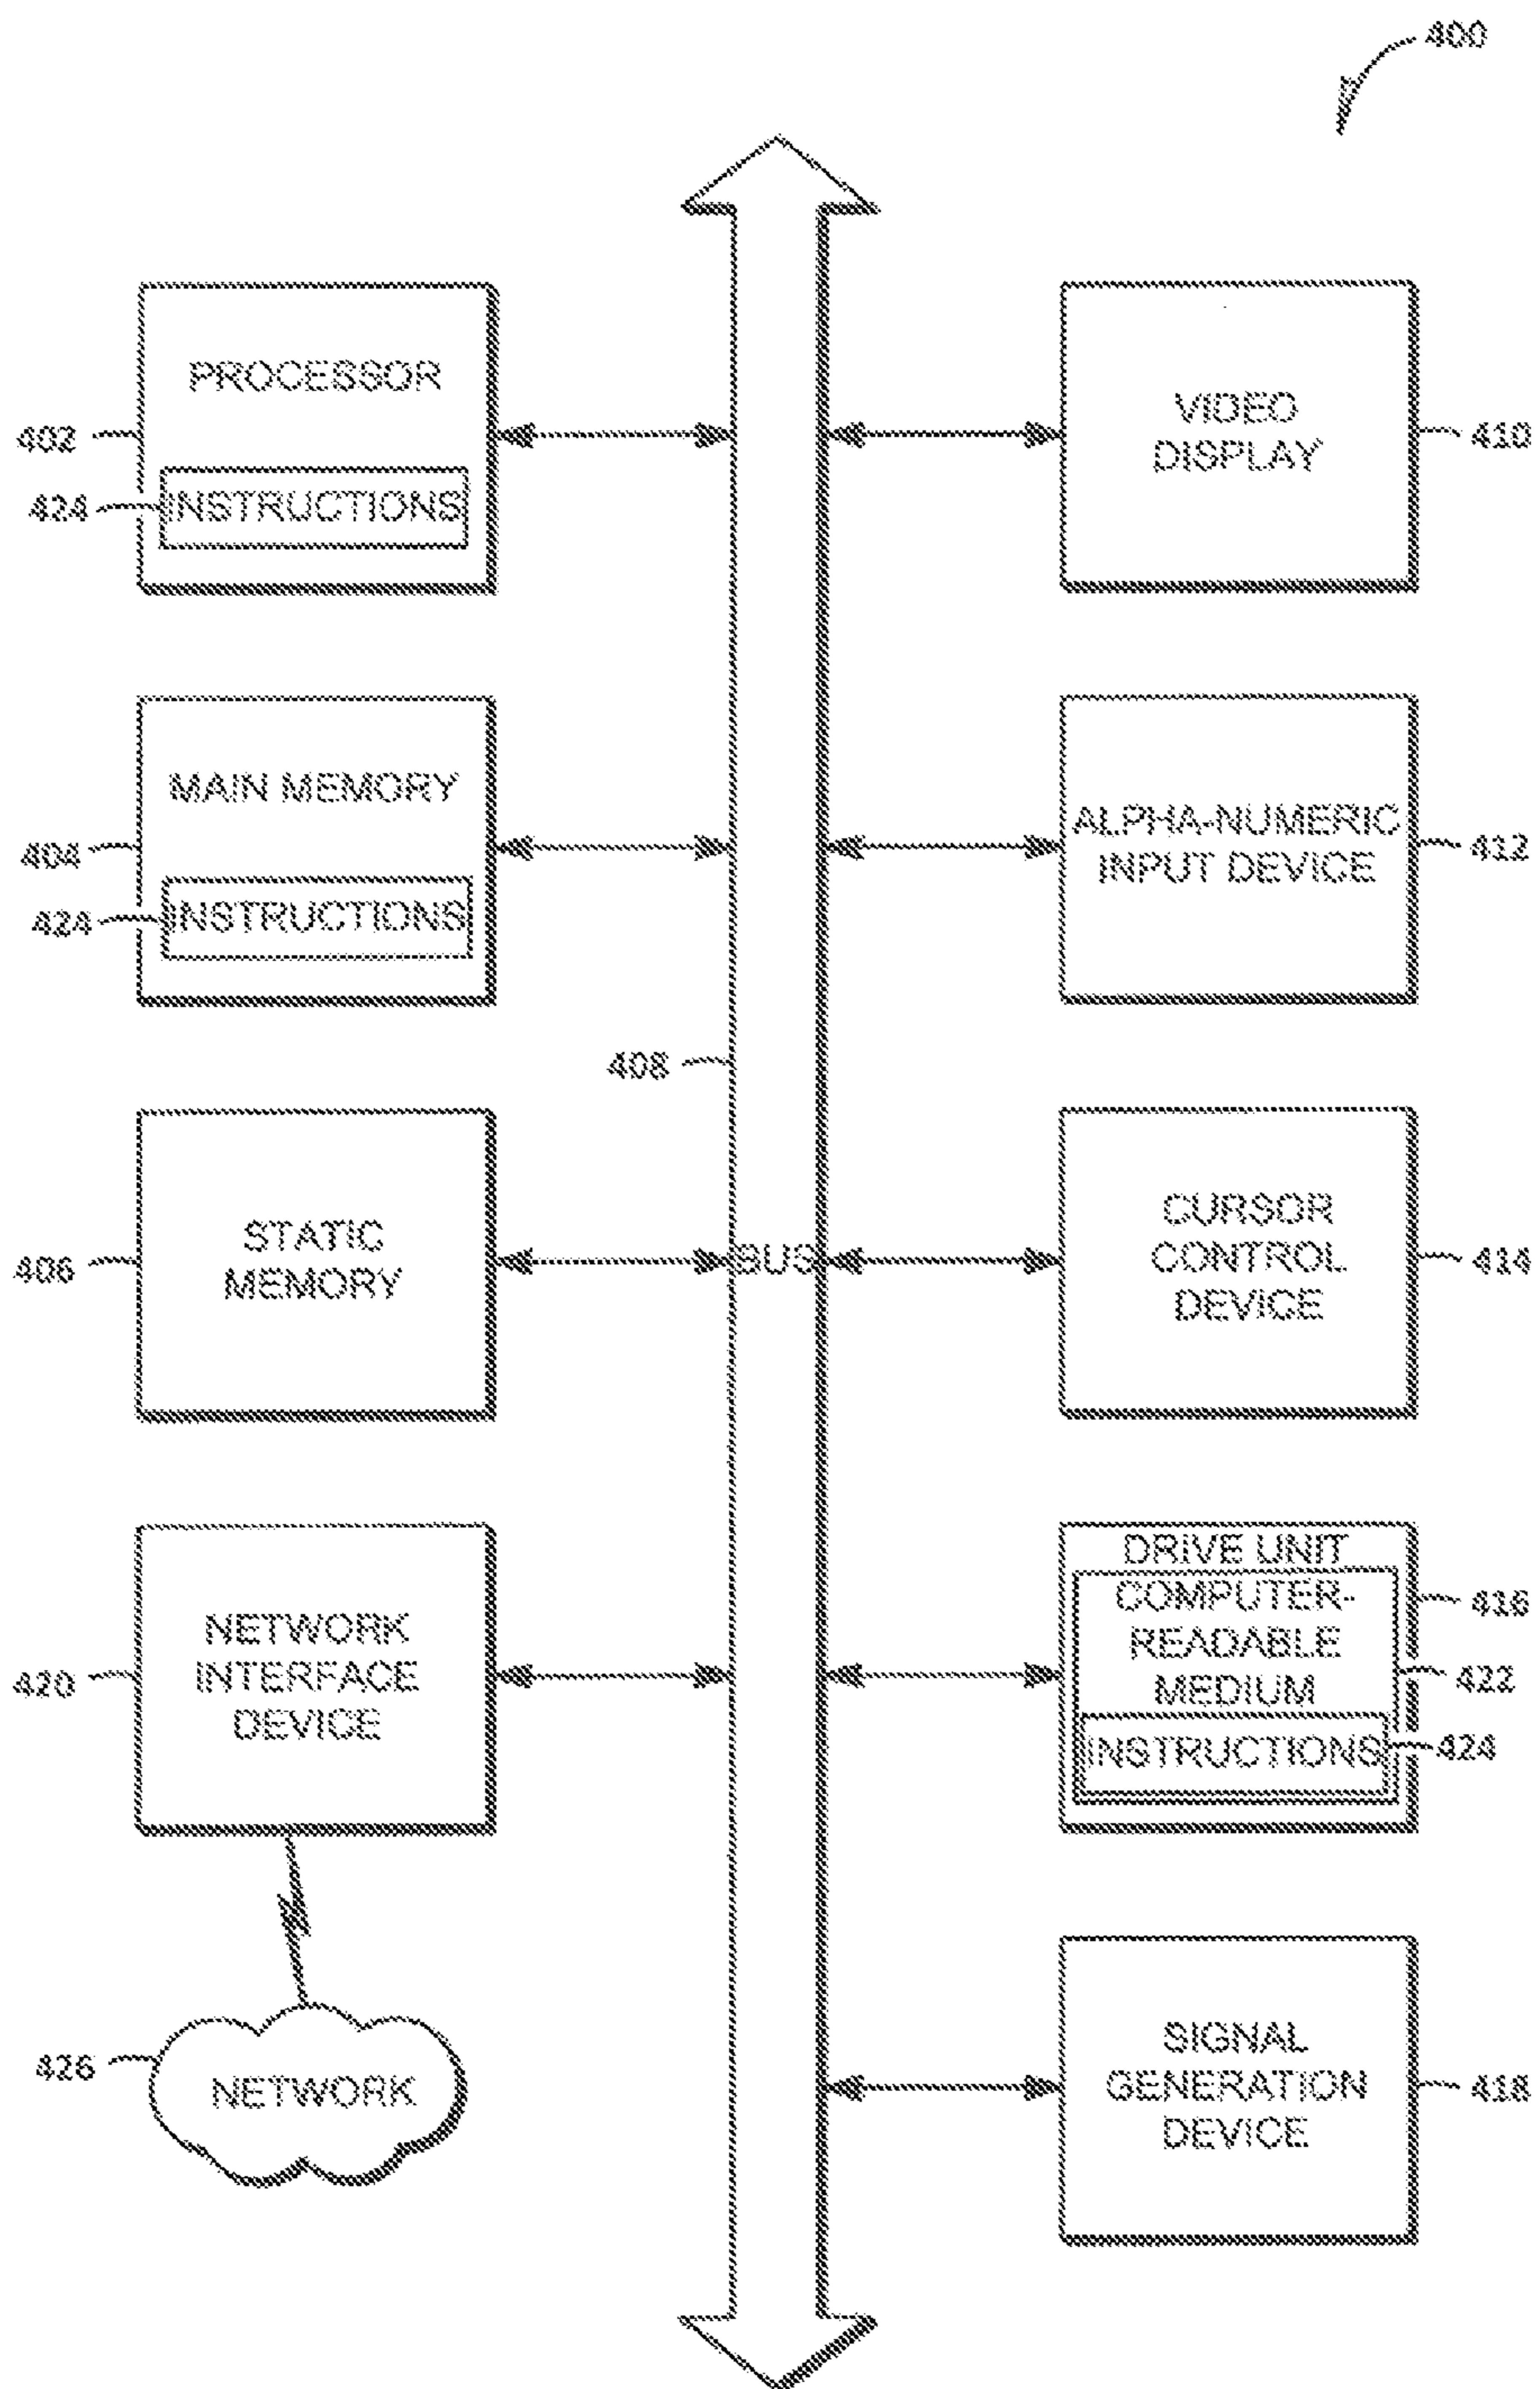 400
PROCESSOR
402
424
INSTRUCTIONS
VIDEO
DISPLAY
410
MAIN MEMORY
404
424
INSTRUCTIONS
ALPHA-NUMERIC
INPUT DEVICE
412
408
STATIC
MEMORY
406
BUS
CURSOR
CONTROL
DEVICE
414
NETWORK
INTERFACE
DEVICE
420
DRIVE UNIT
416
COMPUTER-
READABLE
MEDIUM
422
INSTRUCTIONS
424
426
NETWORK
SIGNAL
GENERATION
DEVICE
418